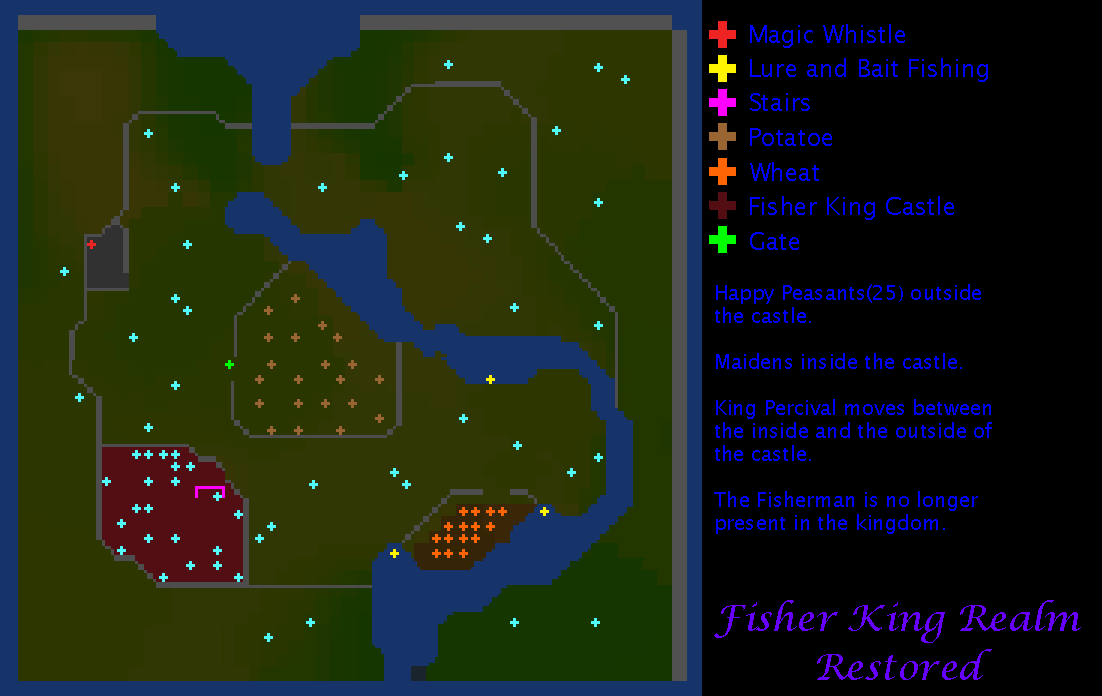 Magic Whistle
Lure and Bait Fishing
Stairs
Potatoe
Wheat
Fisher King Castle
Gate
Happy Peasants(25) outside
the castle.
Maidens inside the castle.
King Percival moves between
the inside and the outside of
the castle.
The Fisherman is no longer
present in the kingdom.
Fisher King Realm
Restored